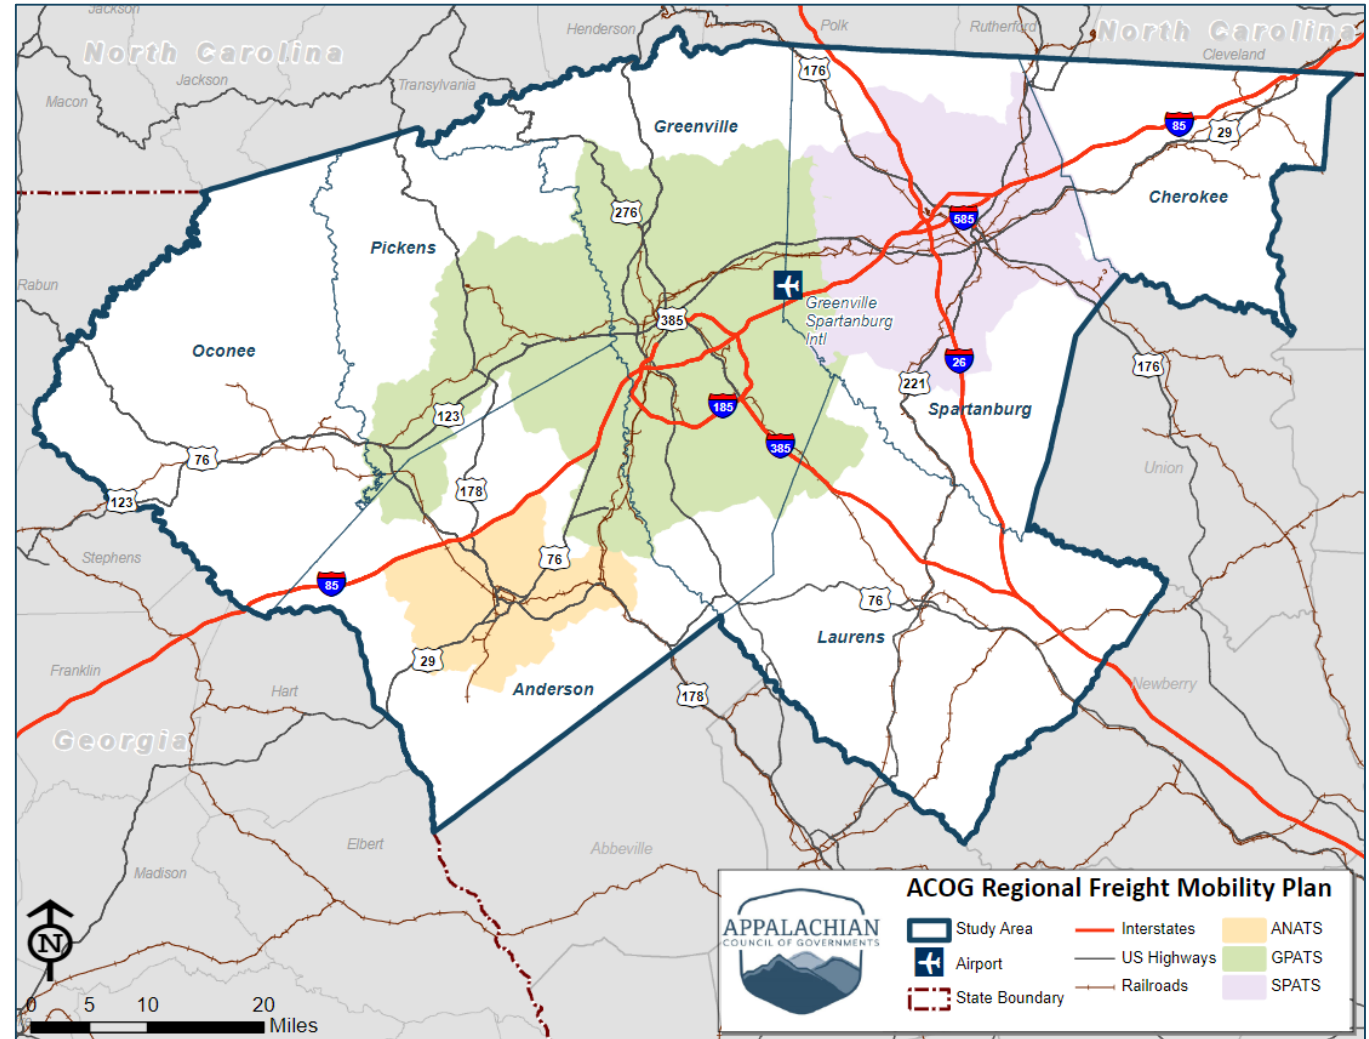 Jackson
Henderson
Polk
Rutherford
North Carolina
North Carolina
Cleveland
Jackson
Transylvania
Macon
176
85
29
Greenville
Cherokee
276
585
Pickens
Rabun
Greenville
Spartanburg
Intl
385
Oconee
26
176
221
185
Spartanburg
123
385
76
Union
178
123
Stephens
76
85
76
Laurens
29
Franklin
Hart
Anderson
178
Newberry
Georgia
Elbert
Abbeville
Madison
ACOG Regional Freight Mobility Plan
APPALACHIAN
COUNCIL OF GOVERNMENTS
Study Area
Interstates
ANATS
Airport
US Highways
GPATS
State Boundary
Railroads
SPATS
N
0 5 10 20
Miles